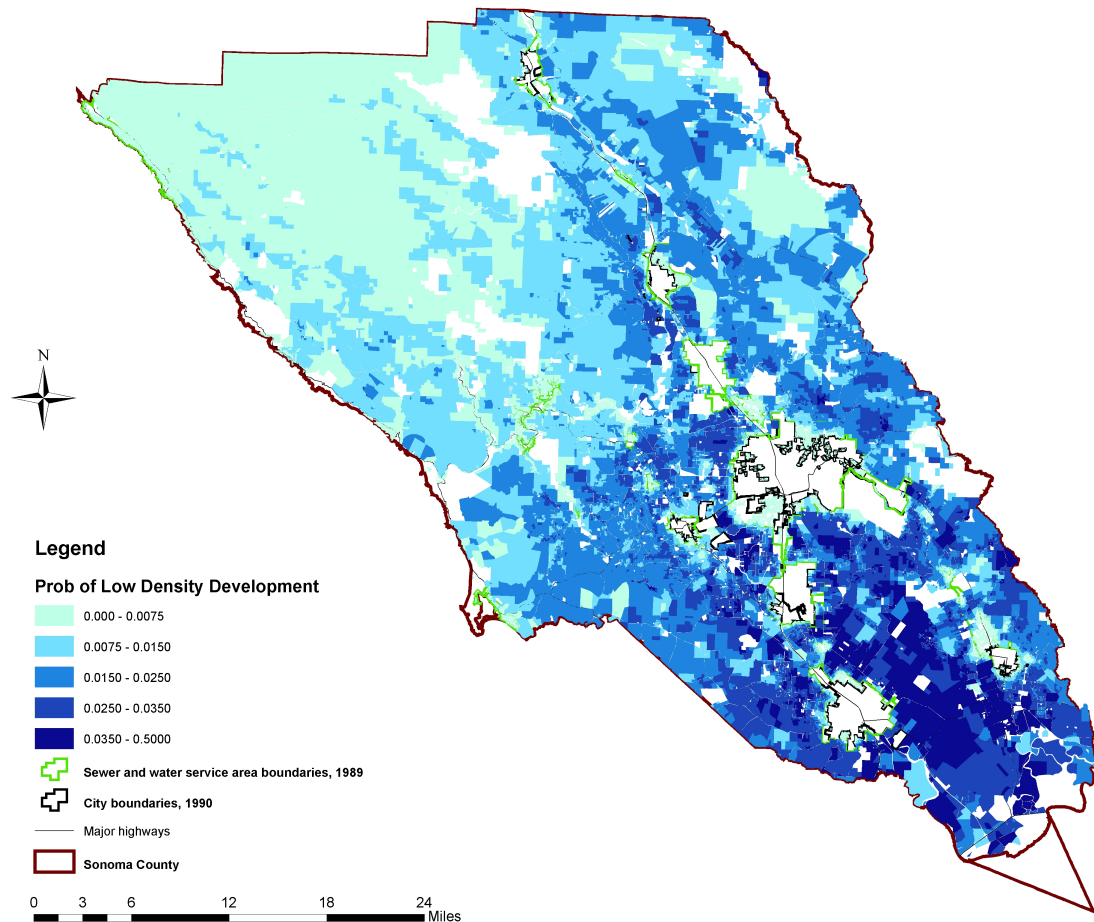 N
Legend
Prob of Low Density Development
0.000 - 0.0075
0.0075 - 0.0150
0.0150 - 0.0250
0.0250 - 0.0350
0.0350 - 0.5000
Sewer and water service area boundaries, 1989
City boundaries, 1990
Major highways
Sonoma County
0 3 6 12 18 24
Miles